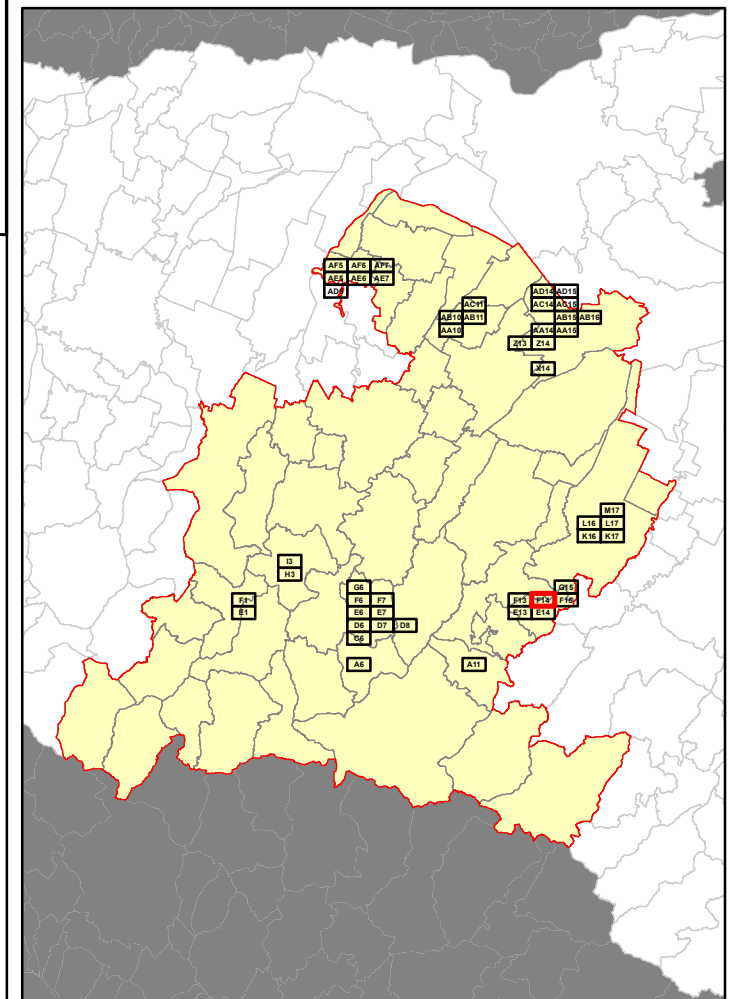 AF5 AF6 AF7
AE5 AE6 AE7
AD5
AD14 AD15
AC11 AC14 AC15
AB10 AB11 AB15 AB16
AA10 AA14 AA15
Z13 Z14
X14
M17
L16 L17
K16 K17
I3
H3
G6 G15
F1 F6 F7 F13 F14 F15
E1 E6 E7 E13 E14
D6 D7 D8
C6
A6 A11